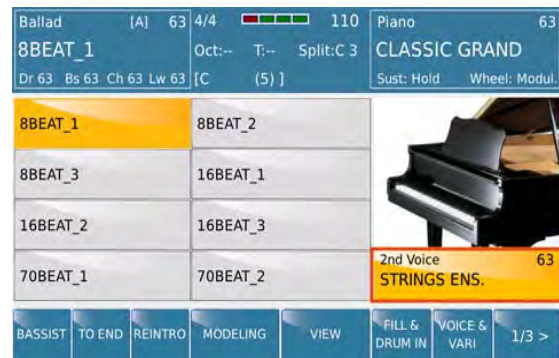 Ballad [A] 63 4/4 110 Piano 63
8BEAT_1 Oct:-- T:-- Split:C 3 CLASSIC GRAND
Dr 63 Bs 63 Ch 63 Lw 63 [C (5) ] Sust: Hold Wheel: Modul.
8BEAT_1 8BEAT_2
8BEAT_3 16BEAT_1
16BEAT_2 16BEAT_3
2nd Voice 63
70BEAT_1 70BEAT_2 STRINGS ENS.
BASSIST TO END REINTRO MODELING VIEW FILL & DRUM IN VOICE & VARI 1/3 >